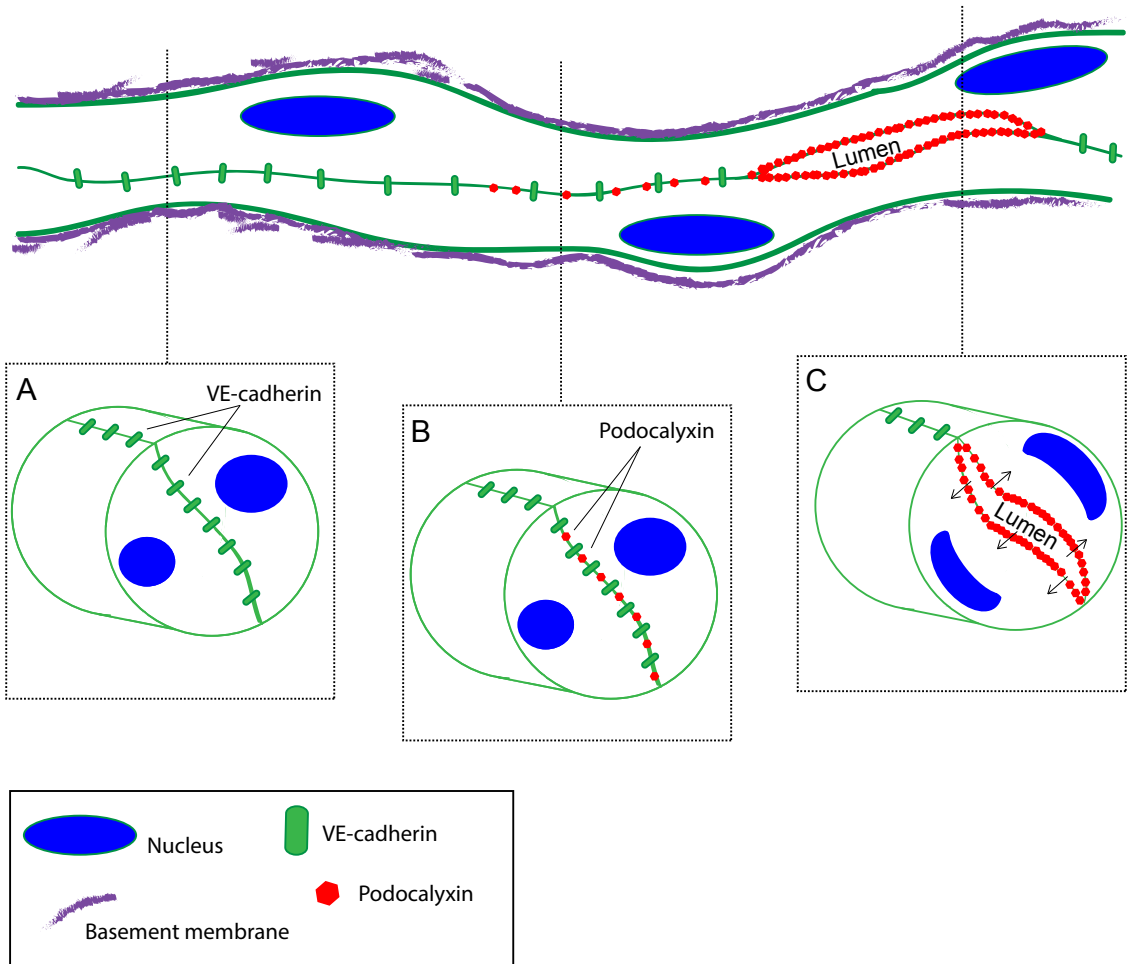 Lumen
A
VE-cadherin
B
Podocalyxin
C
Lumen
Nucleus
VE-cadherin
Podocalyxin
Basement membrane